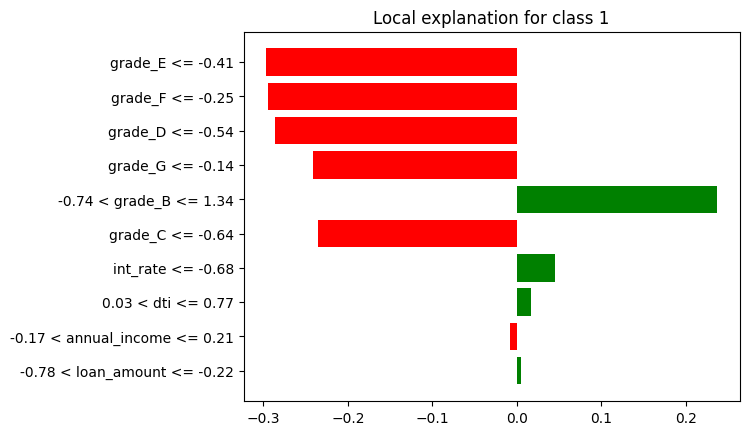 Local explanation for class 1
grade_E <= -0.41
grade_F <= -0.25
grade_D <= -0.54
grade_G <= -0.14
-0.74 < grade_B <= 1.34
grade_C <= -0.64
int_rate <= -0.68
0.03 < dti <= 0.77
-0.17 < annual_income <= 0.21
-0.78 < loan_amount <= -0.22
−0.3 −0.2 −0.1 0.0 0.1 0.2